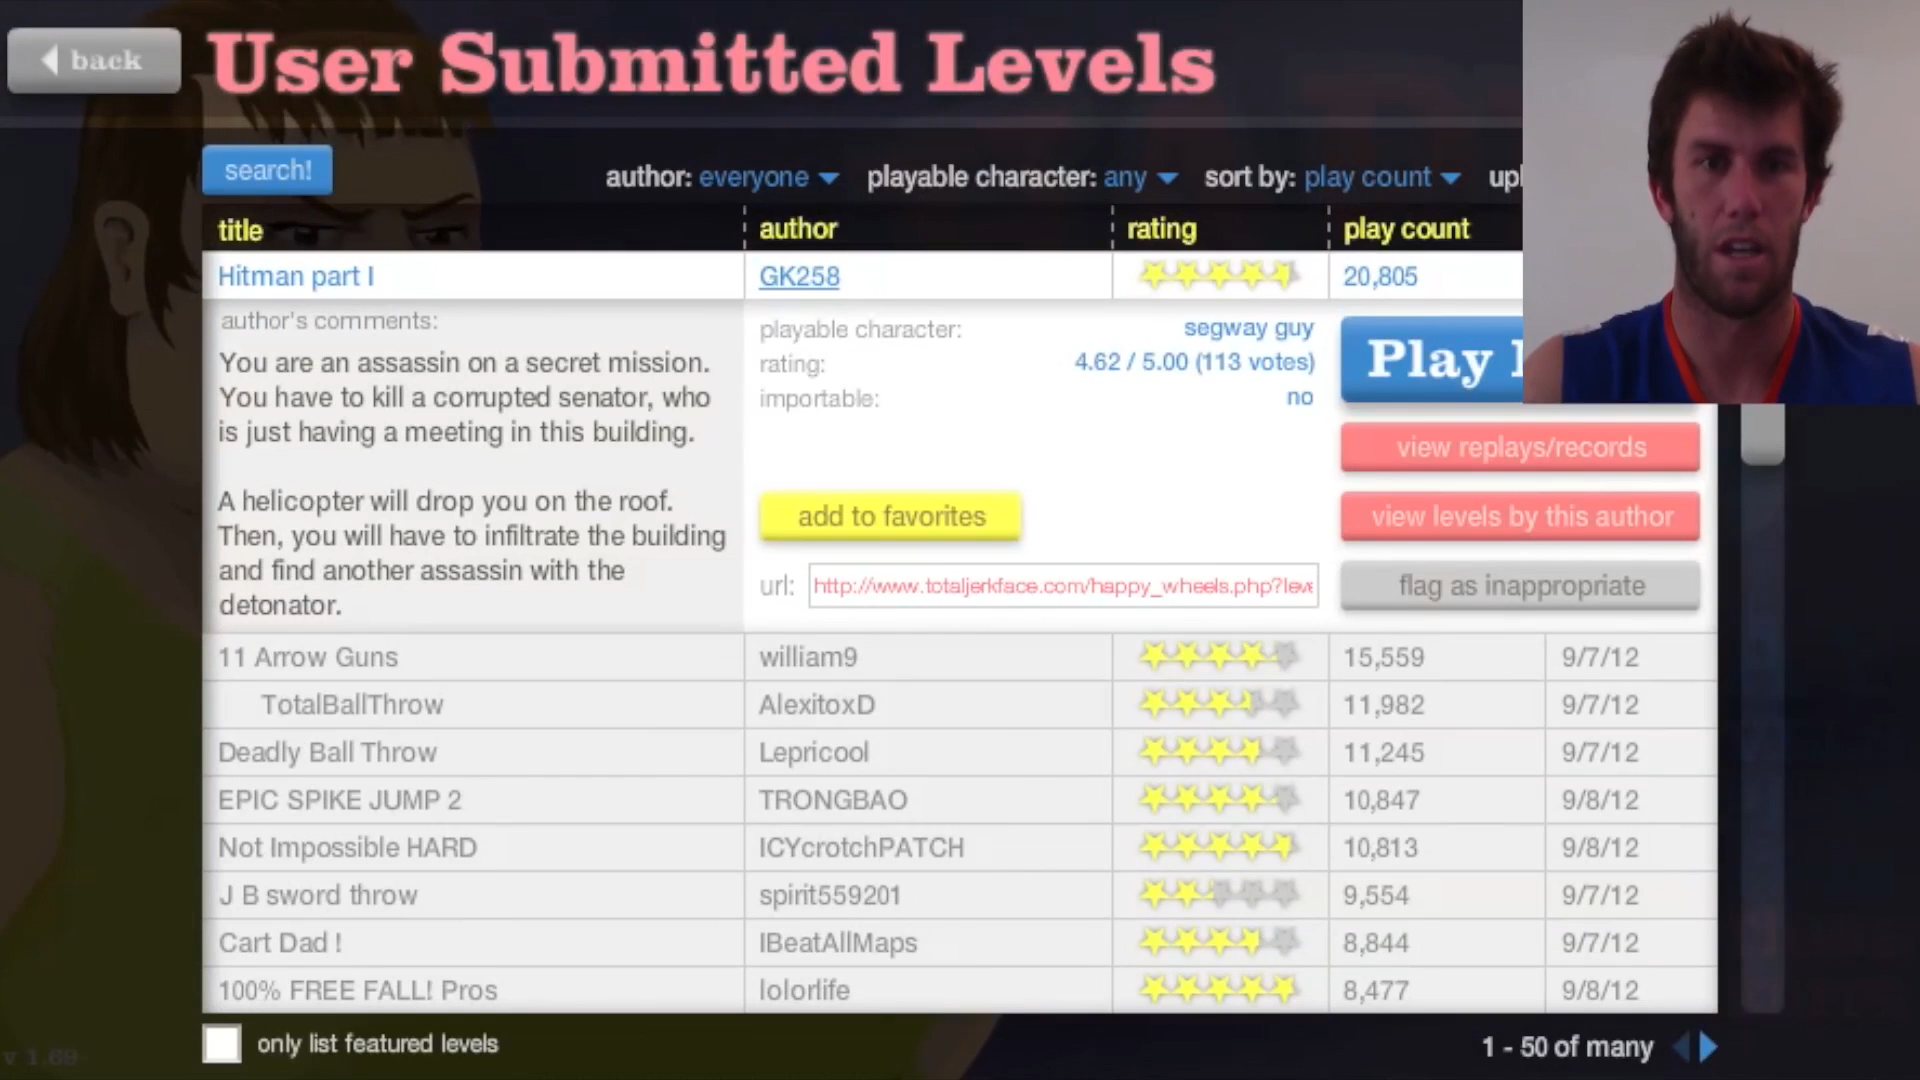 back
User Submitted Levels
search!
author: everyone playable character: any sort by: play count upl
title author rating play count
Hitman part I GK258 20,805
author's comments:
You are an assassin on a secret mission.
You have to kill a corrupted senator, who
is just having a meeting in this building.
A helicopter will drop you on the roof.
Then, you will have to infiltrate the building
and find another assassin with the
detonator.
playable character: segway guy
rating: 4.62 / 5.00 (113 votes)
importable: no
add to favorites
url: http://www.totaljerkface.com/happy_wheels.php?leve
Play
view replays/records
view levels by this author
flag as inappropriate
11 Arrow Guns william9 15,559 9/7/12
TotalBallThrow AlexitoxD 11,982 9/7/12
Deadly Ball Throw Lepricool 11,245 9/7/12
EPIC SPIKE JUMP 2 TRONGBAO 10,847 9/8/12
Not Impossible HARD ICYcrotchPATCH 10,813 9/8/12
J B sword throw spirit559201 9,554 9/7/12
Cart Dad ! IBeatAllMaps 8,844 9/7/12
100% FREE FALL! Pros lolorlife 8,477 9/8/12
only list featured levels
1 - 50 of many
v 1.69